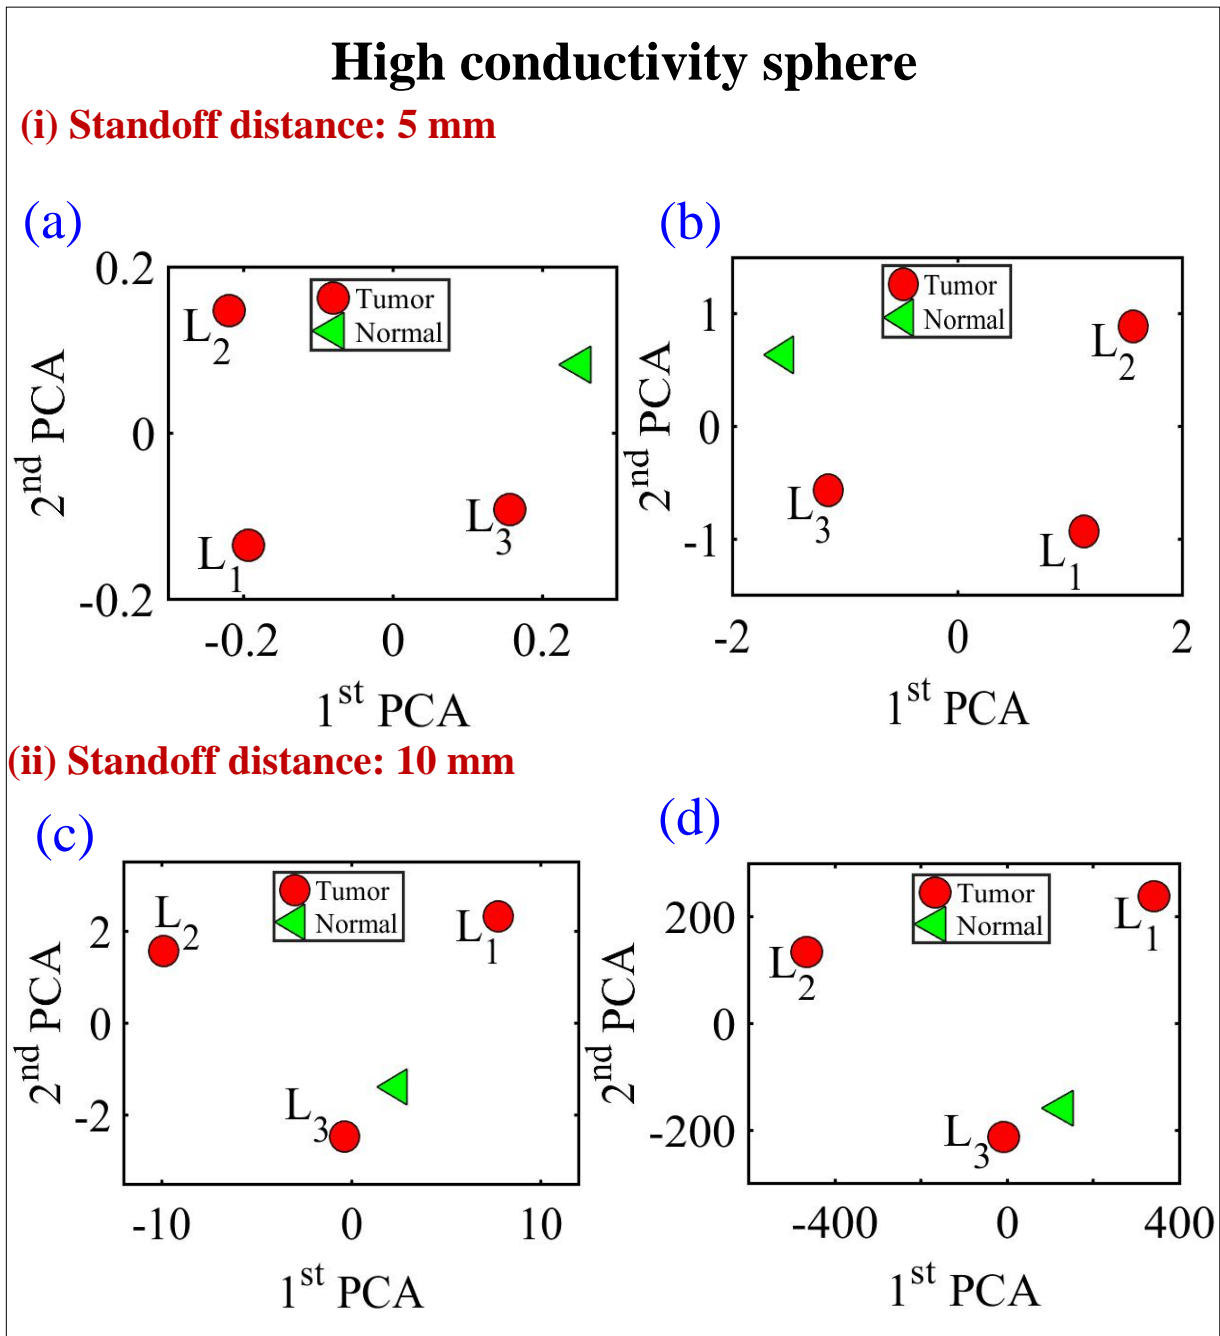 High conductivity sphere
(i) Standoff distance: 5 mm
(a)
0.2
0
-0.2
2nd PCA
Tumor
Normal
L2
L1
L3
-0.2 0 0.2
1st PCA
(b)
1
0
-1
2nd PCA
Tumor
Normal
L2
L3
L1
-2 0 2
1st PCA
(ii) Standoff distance: 10 mm
(c)
2
0
-2
2nd PCA
Tumor
Normal
L2
L1
L3
-10 0 10
1st PCA
(d)
200
0
-200
2nd PCA
Tumor
Normal
L1
L2
L3
-400 0 400
1st PCA